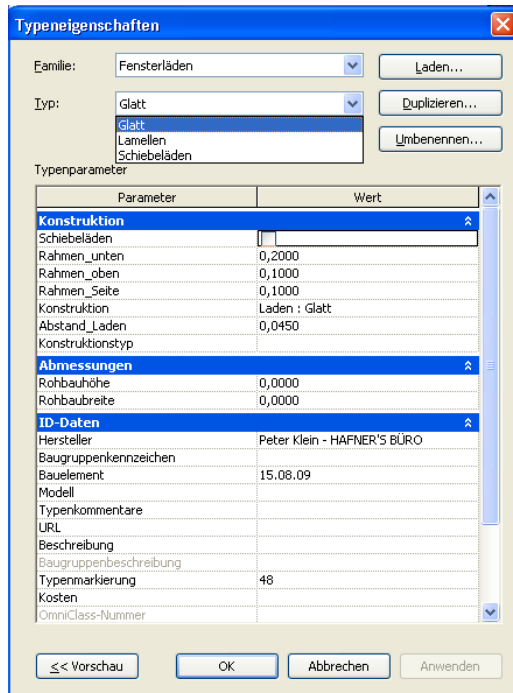 Typeneigenschaften
Familie: Fensterläden Laden...
Typ: Glatt Duplizieren...
Glatt
Lamellen Umbenennen...
Schiebeläden
Typenparameter
Parameter Wert
Konstruktion
Schiebeläden
Rahmen_unten 0,2000
Rahmen_oben 0,1000
Rahmen_Seite 0,1000
Konstruktion Laden : Glatt
Abstand_Laden 0,0450
Konstruktionstyp
Abmessungen
Rohbauhöhe 0,0000
Rohbaubreite 0,0000
ID-Daten
Hersteller Peter Klein - HAFNER'S BÜRO
Baugruppenkennzeichen
Bauelement 15.08.09
Modell
Typenkommentare
URL
Beschreibung
Baugruppenbeschreibung
Typenmarkierung 48
Kosten
OmniClass-Nummer
<< Vorschau OK Abbrechen Anwenden